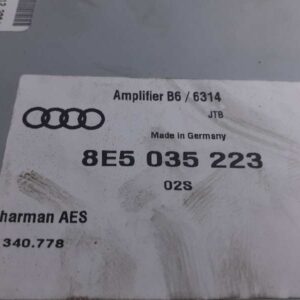 Amplifier B6 / 6314
JTB
Made in Germany
8E5 035 223
02S
harman AES
340.778